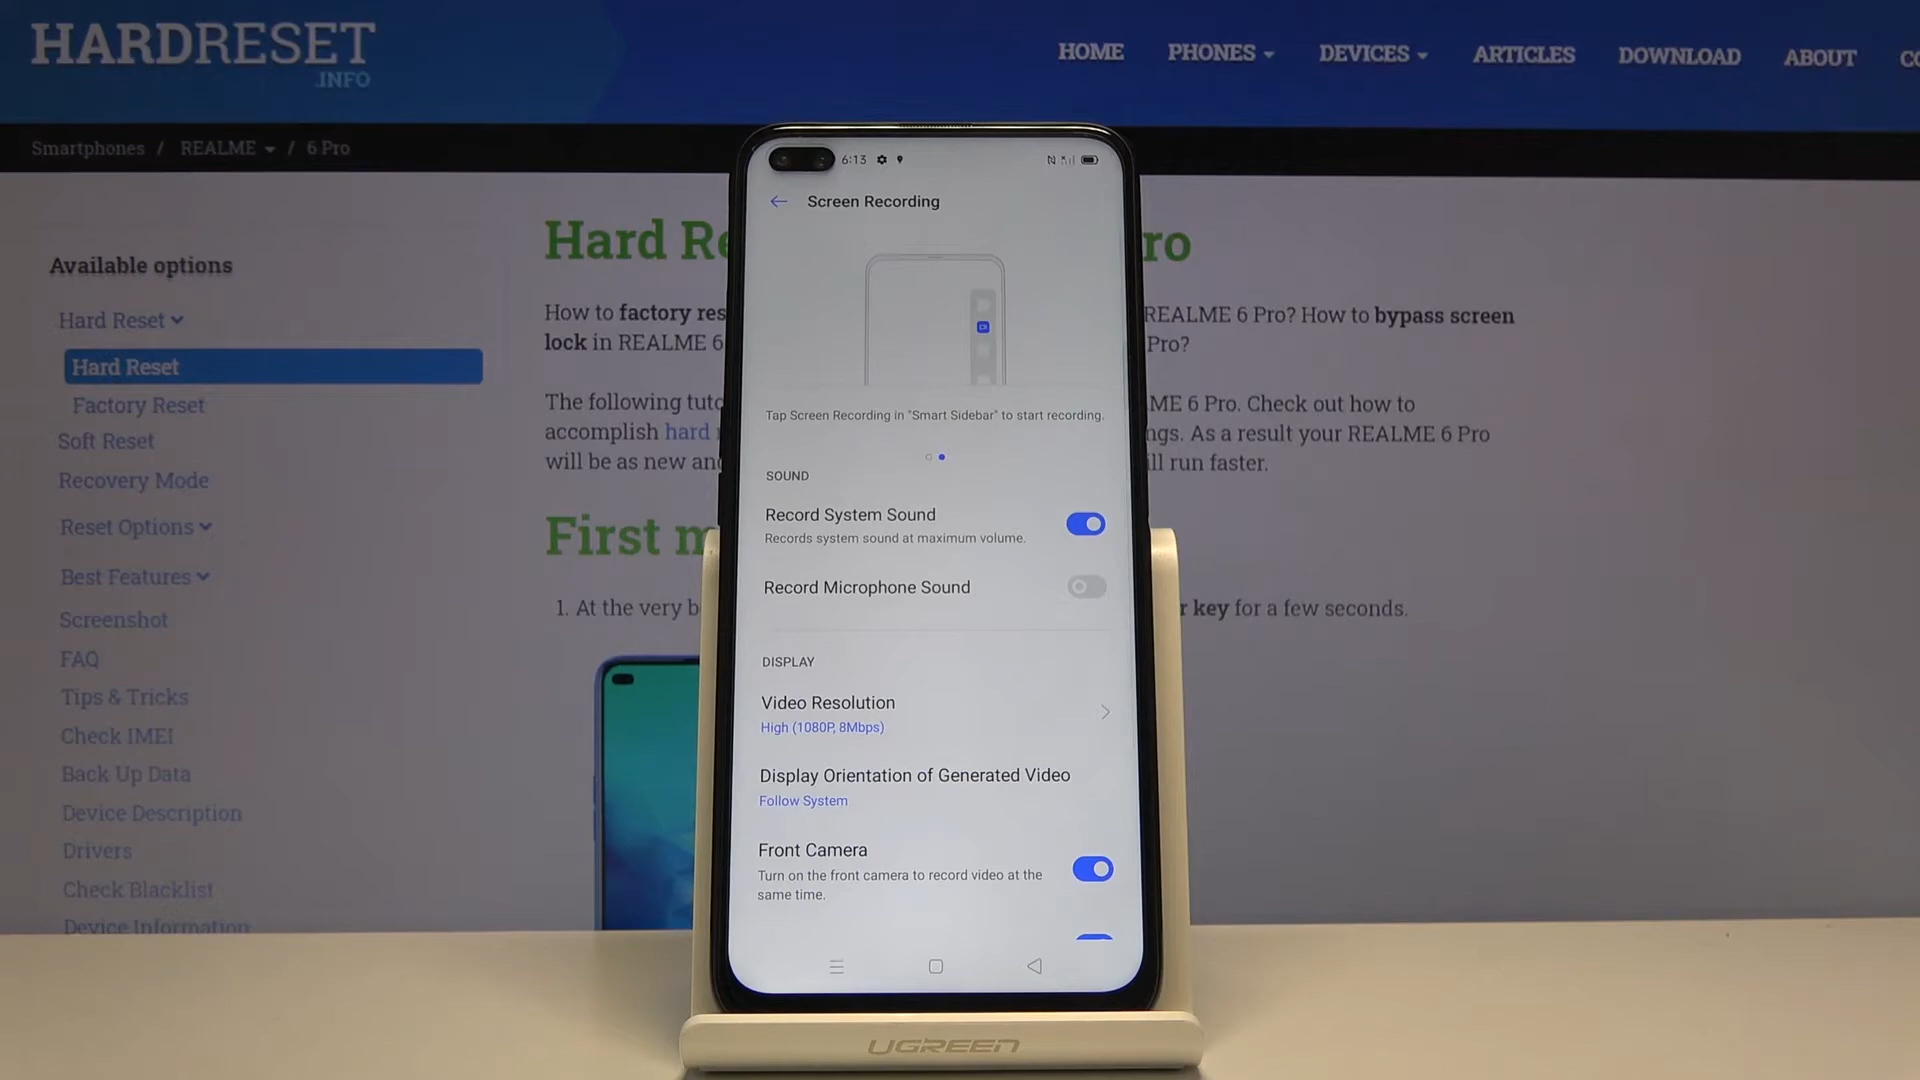 HARDRESET
.INFO
HOME PHONES DEVICES ARTICLES DOWNLOAD ABOUT
Smartphones / REALME / 6 Pro
Available options
Hard Reset
Hard Reset
Factory Reset
Soft Reset
Recovery Mode
Reset Options
Best Features
Screenshot
FAQ
Tips & Tricks
Check IMEI
Back Up Data
Device Description
Drivers
Check Blacklist
Device Information
Hard Re
ro
How to factory res
REALME 6 Pro? How to bypass screen
lock in REALME 6
Pro?
The following tuto
ME 6 Pro. Check out how to
accomplish hard
ngs. As a result your REALME 6 Pro
will be as new and
ll run faster.
First m
1. At the very b
r key for a few seconds.
6:13
Screen Recording
Tap Screen Recording in "Smart Sidebar" to start recording.
SOUND
Record System Sound
Records system sound at maximum volume.
Record Microphone Sound
DISPLAY
Video Resolution
High (1080P, 8Mbps)
Display Orientation of Generated Video
Follow System
Front Camera
Turn on the front camera to record video at the
same time.
UGREEN